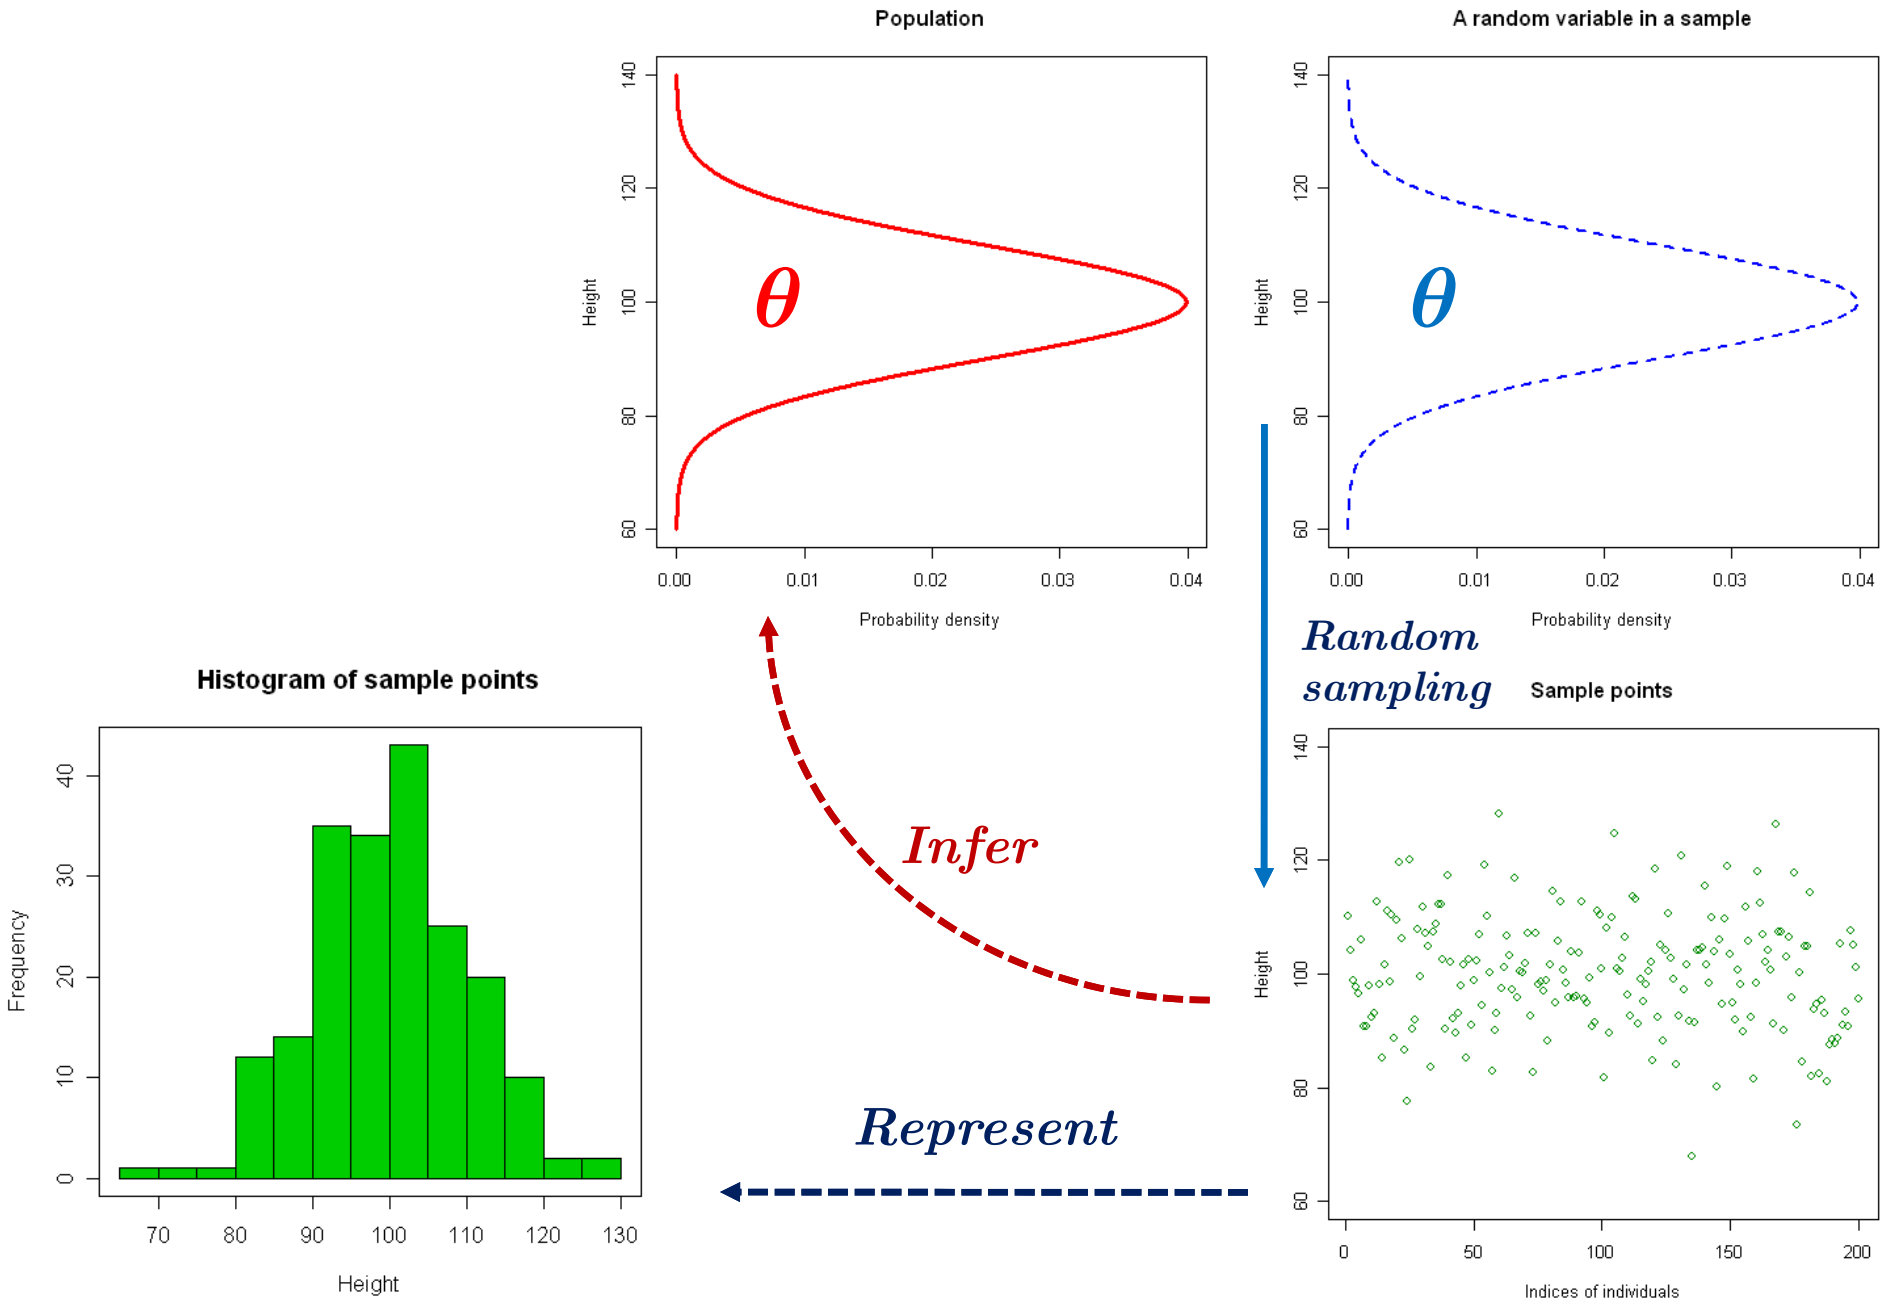 Population
A random variable in a sample
140
120
100
80
60
Height
θ
0.00 0.01 0.02 0.03 0.04
Probability density
140
120
100
80
60
Height
θ
0.00 0.01 0.02 0.03 0.04
Probability density
Random
sampling
Histogram of sample points
40
30
20
10
0
Frequency
70 80 90 100 110 120 130
Height
Infer
Represent
Sample points
140
120
100
80
60
Height
0 50 100 150 200
Indices of individuals